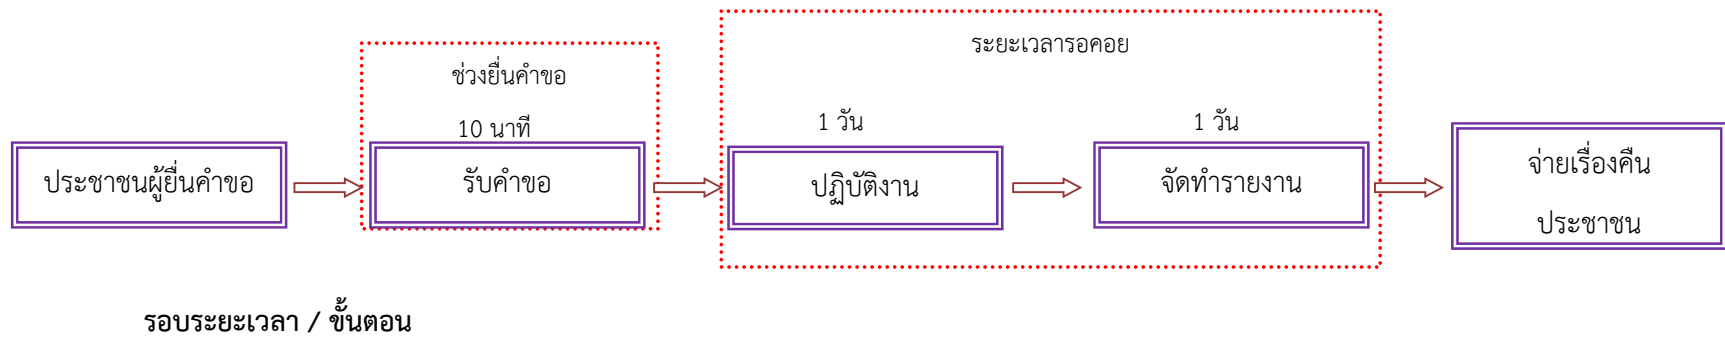 ระยะเวลารอคอย
ช่วงยื่นคำขอ
10 นาที
1 วัน
1 วัน
ประชาชนผู้ยื่นคำขอ
รับคำขอ
ปฏิบัติงาน
จัดทำรายงาน
จ่ายเรื่องคืน
ประชาชน
รอบระยะเวลา / ขั้นตอน